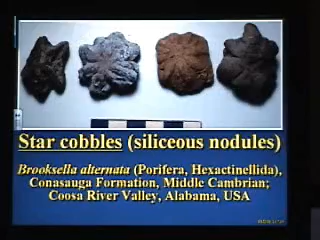 Star cobbles (siliceous nodules)
Brooksella alternata (Porifera, Hexactinellida),
Conasauga Formation, Middle Cambrian;
Coosa River Valley, Alabama, USA